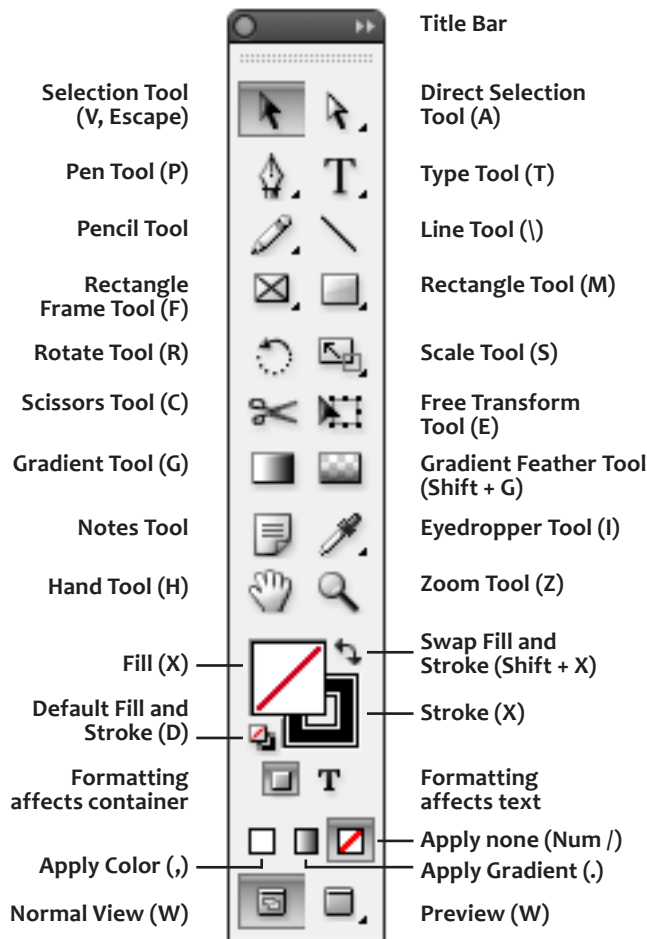 Title Bar
Selection Tool
(V, Escape)
Direct Selection
Tool (A)
Pen Tool (P)
T
Type Tool (T)
Pencil Tool
Line Tool (\)
Rectangle
Frame Tool (F)
Rectangle Tool (M)
Rotate Tool (R)
Scale Tool (S)
Scissors Tool (C)
Free Transform
Tool (E)
Gradient Tool (G)
Gradient Feather Tool
(Shift + G)
Notes Tool
Eyedropper Tool (I)
Hand Tool (H)
Zoom Tool (Z)
Fill (X)
Swap Fill and
Stroke (Shift + X)
Default Fill and
Stroke (D)
Stroke (X)
Formatting
affects container
T
Formatting
affects text
Apply none (Num /)
Apply Color (,)
Apply Gradient (.)
Normal View (W)
Preview (W)